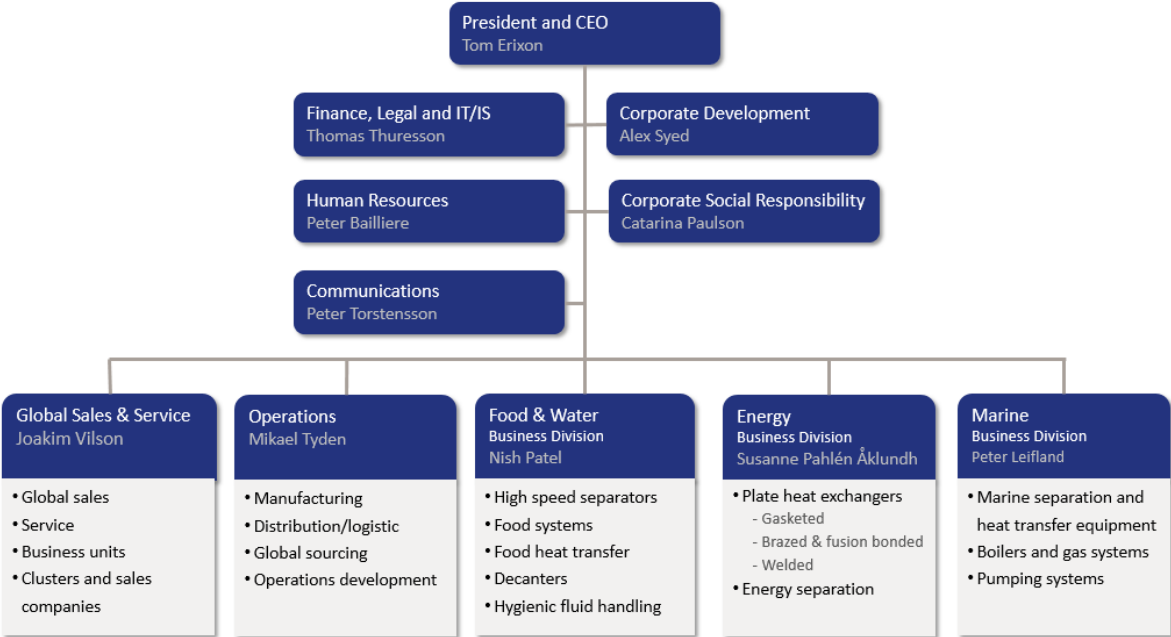 President and CEO
Tom Erixon
Finance, Legal and IT/IS
Thomas Thuresson
Corporate Development
Alex Syed
Human Resources
Peter Bailliere
Corporate Social Responsibility
Catarina Paulson
Communications
Peter Torstensson
Global Sales & Service
Joakim Vilson
• Global sales
• Service
• Business units
• Clusters and sales
companies
Operations
Mikael Tyden
• Manufacturing
• Distribution/logistic
• Global sourcing
• Operations development
Food & Water
Business Division
Nish Patel
• High speed separators
• Food systems
• Food heat transfer
• Decanters
• Hygienic fluid handling
Energy
Business Division
Susanne Pahlén Åklundh
• Plate heat exchangers
- Gasketed
- Brazed & fusion bonded
- Welded
• Energy separation
Marine
Business Division
Peter Leifland
• Marine separation and
heat transfer equipment
• Boilers and gas systems
• Pumping systems